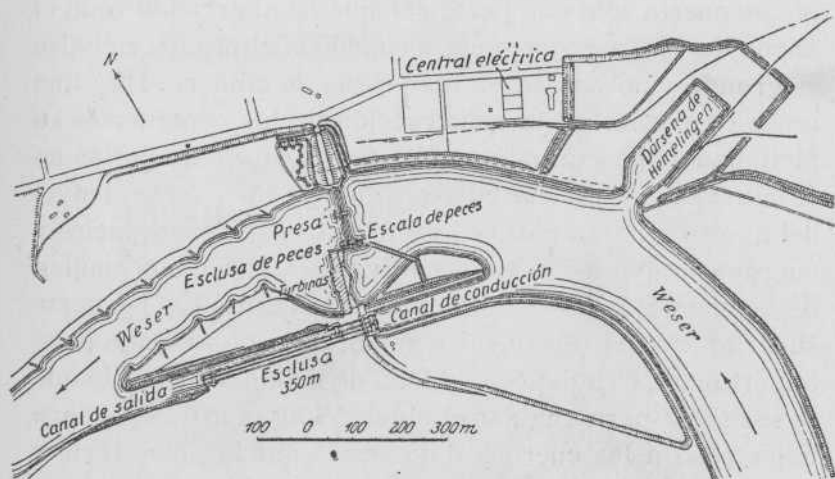 N
Central eléctrica
Dársena de
Hemelingen
Presa
Escala de peces
Esclusa de peces
Turbinas
Canal de conducción
Weser
Weser
Esclusa
350m
Canal de salida
100 0 100 200 300m